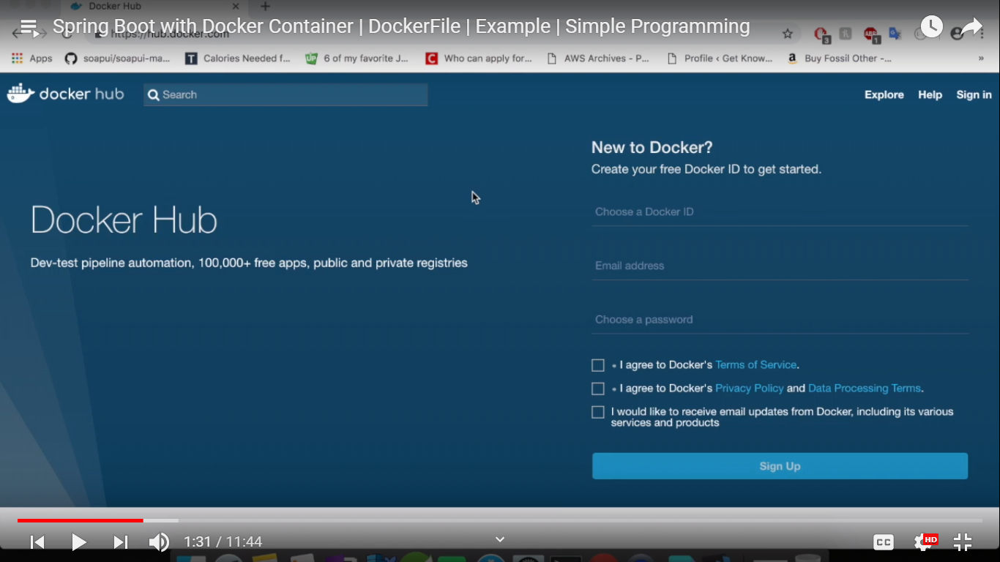 Docker Hub
Spring Boot with Docker Container | DockerFile | Example | Simple Programming
https://hub.docker.com
3
1
Apps
soapui/soapui-ma...
T
Calories Needed f...
UP
6 of my favorite J...
C
Who can apply for...
AWS Archives - P...
Profile ‹ Get Know...
a
Buy Fossil Other -...
»
docker hub
Search
Explore
Help
Sign in
New to Docker?
Create your free Docker ID to get started.
Choose a Docker ID
Docker Hub
Dev-test pipeline automation, 100,000+ free apps, public and private registries
Email address
Choose a password
I agree to Docker's Terms of Service.
I agree to Docker's Privacy Policy and Data Processing Terms.
I would like to receive email updates from Docker, including its various
services and products
Sign Up
1:31 / 11:44
CC
HD